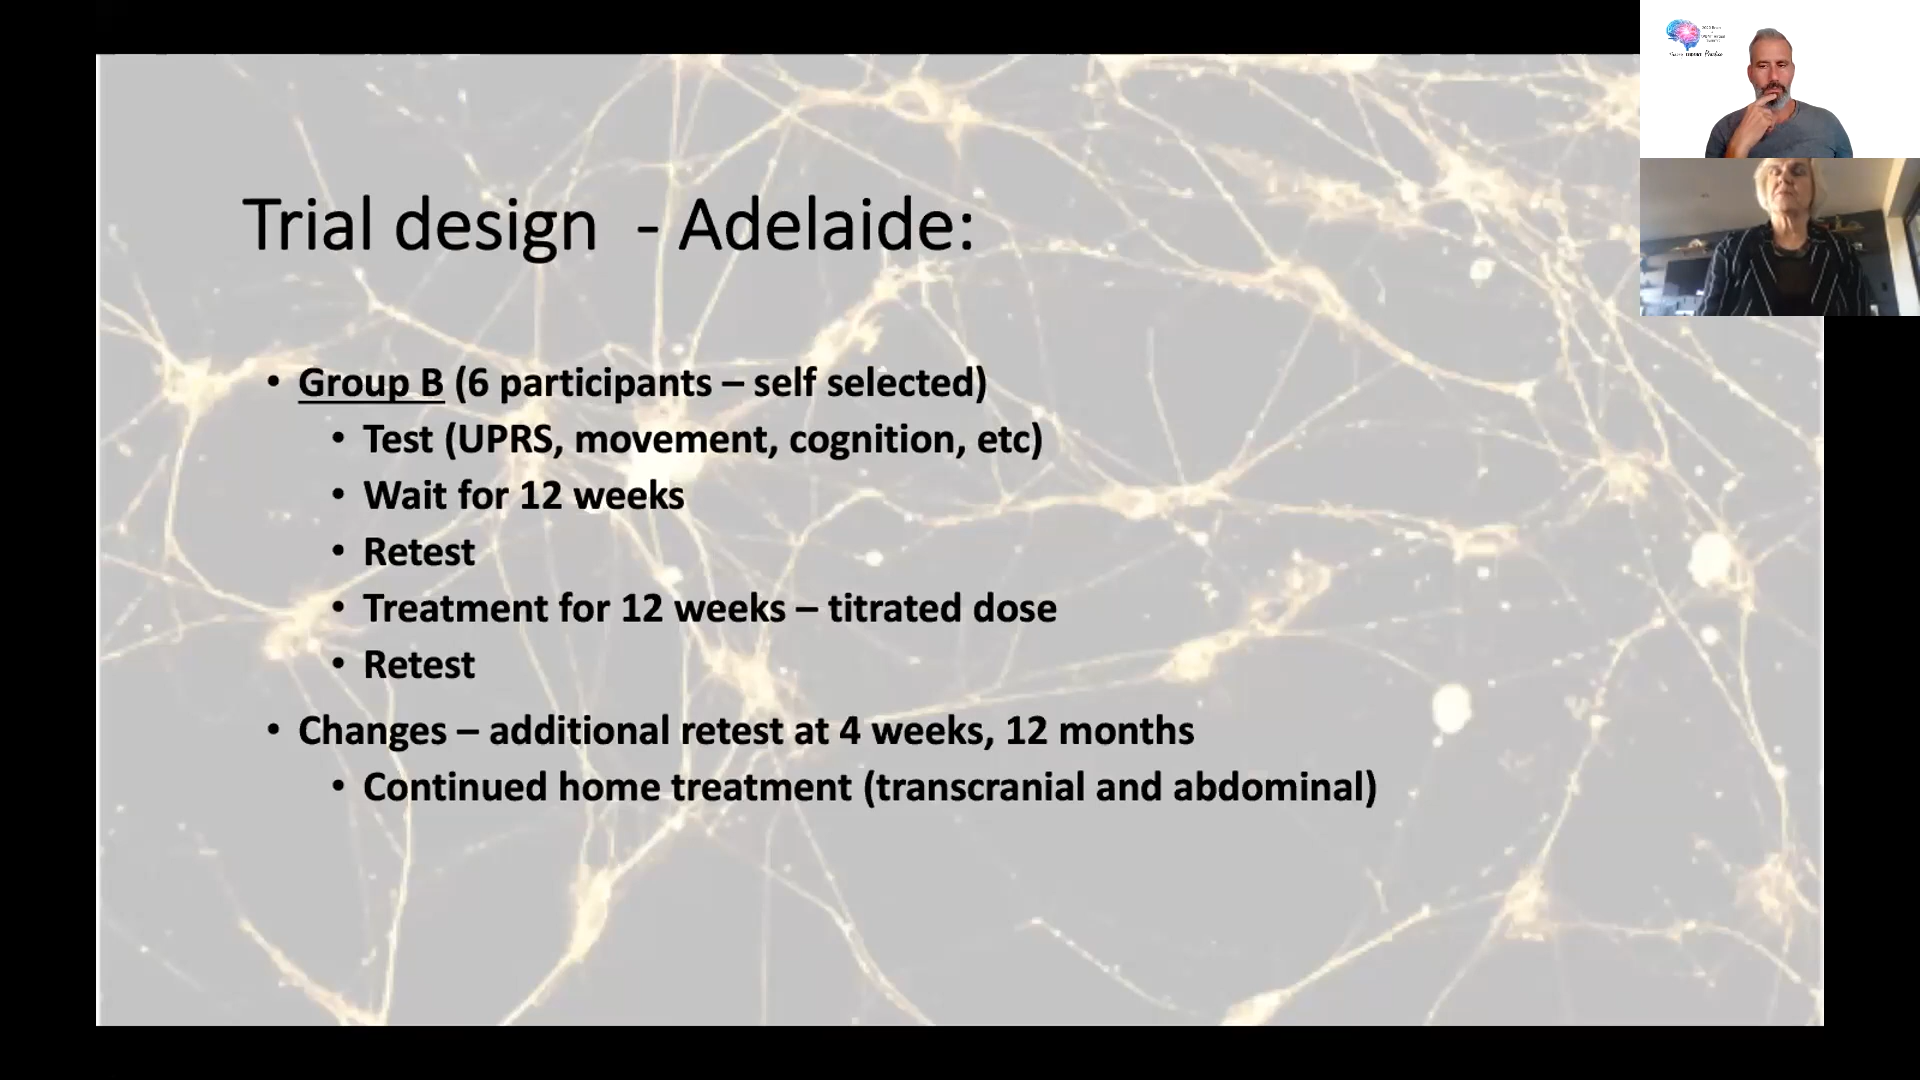 Trial design - Adelaide:
• Group B (6 participants – self selected)
• Test (UPRS, movement, cognition, etc)
• Wait for 12 weeks
• Retest
• Treatment for 12 weeks – titrated dose
• Retest
• Changes – additional retest at 4 weeks, 12 months
• Continued home treatment (transcranial and abdominal)